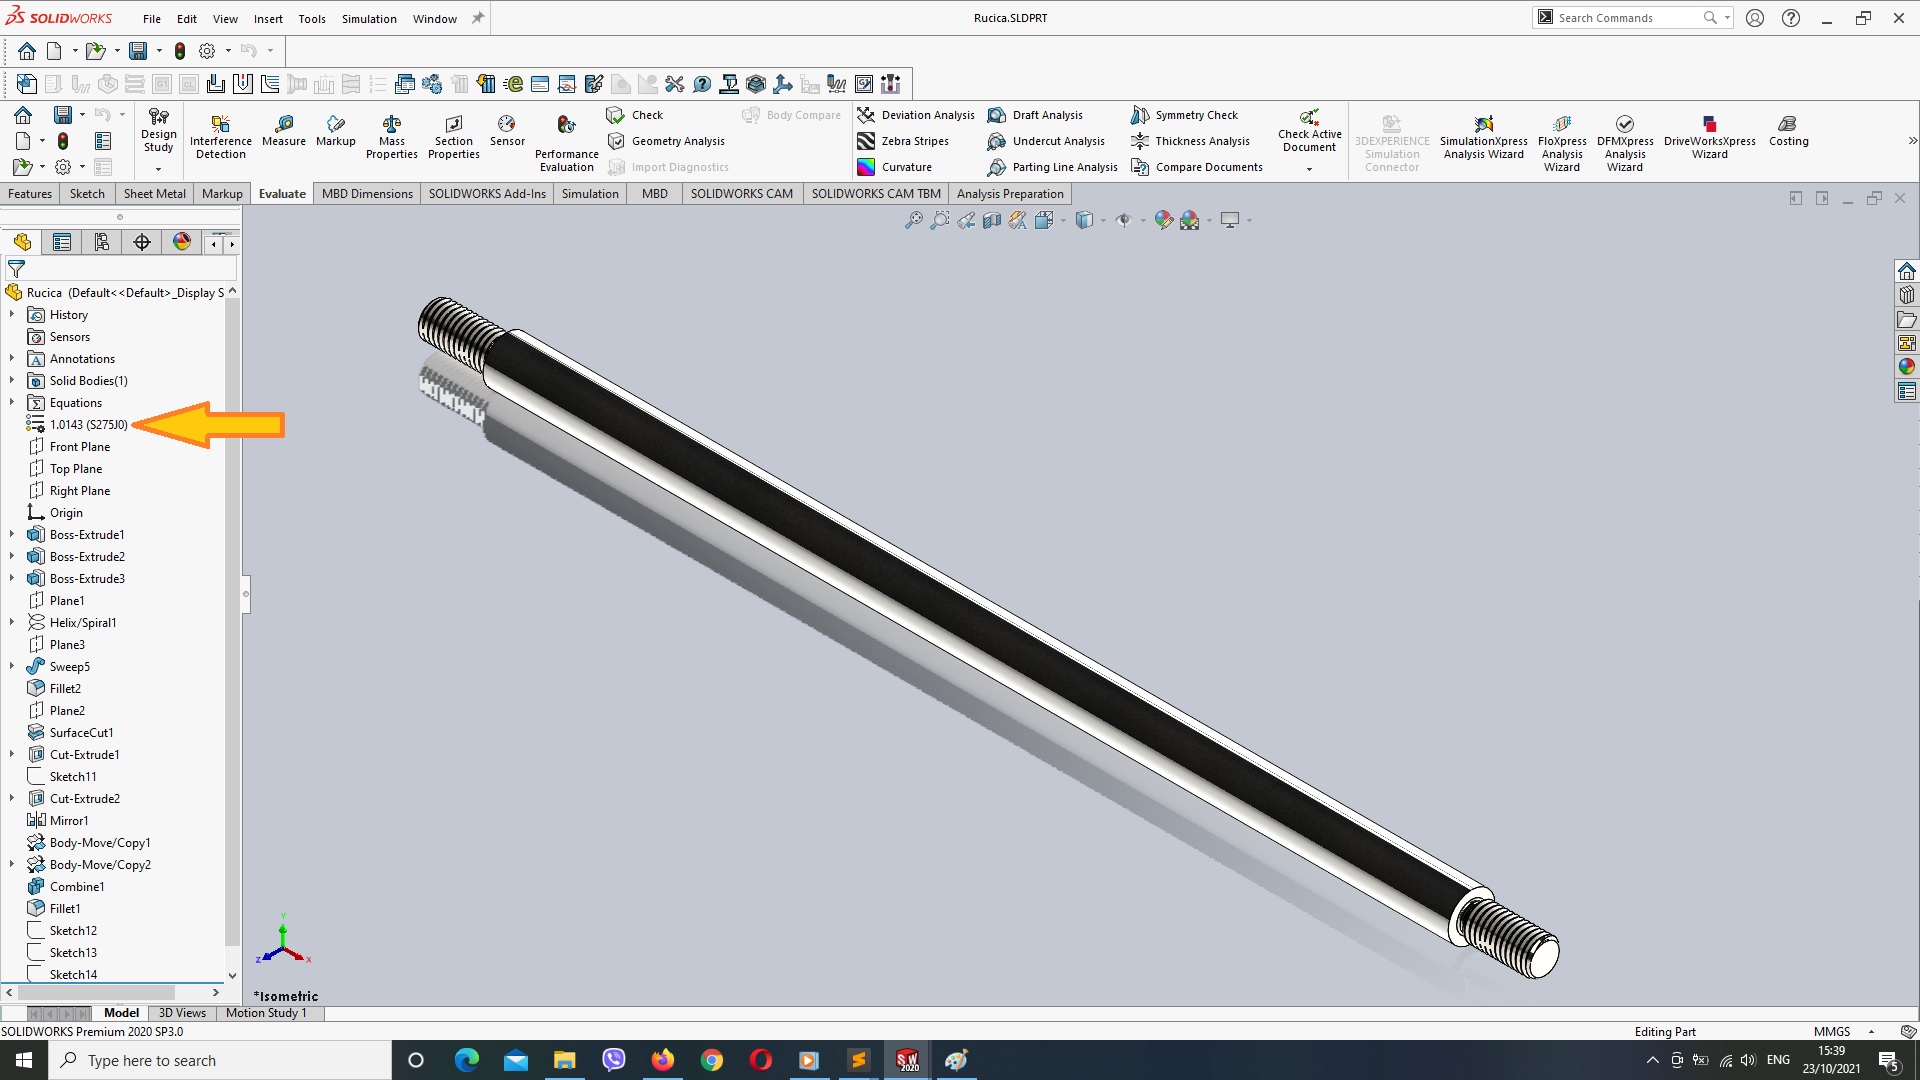 SOLIDWORKS File Edit View Insert Tools Simulation Window Rucica.SLDPRT Search Commands
Design Study
Interference Detection
Measure
Markup
Mass Properties
Section Properties
Sensor
Performance Evaluation
Check
Geometry Analysis
Import Diagnostics
Body Compare
Deviation Analysis
Zebra Stripes
Curvature
Draft Analysis
Undercut Analysis
Parting Line Analysis
Symmetry Check
Thickness Analysis
Compare Documents
Check Active Document
3DEXPERIENCE Simulation Connector
SimulationXpress Analysis Wizard
FloXpress Analysis Wizard
DFMXpress Analysis Wizard
DriveWorksXpress Wizard
Costing
Features Sketch Sheet Metal Markup Evaluate MBD Dimensions SOLIDWORKS Add-Ins Simulation MBD SOLIDWORKS CAM SOLIDWORKS CAM TBM Analysis Preparation
Rucica (Default<<Default>_Display S
History
Sensors
Annotations
Solid Bodies(1)
Equations
1.0143 (S275J0)
Front Plane
Top Plane
Right Plane
Origin
Boss-Extrude1
Boss-Extrude2
Boss-Extrude3
Plane1
Helix/Spiral1
Plane3
Sweep5
Fillet2
Plane2
SurfaceCut1
Cut-Extrude1
Sketch11
Cut-Extrude2
Mirror1
Body-Move/Copy1
Body-Move/Copy2
Combine1
Fillet1
Sketch12
Sketch13
Sketch14
Y
Z X
*Isometric
Model 3D Views Motion Study 1
SOLIDWORKS Premium 2020 SP3.0 Editing Part MMGS
Type here to search
SW 2020
ENG
15:39
23/10/2021
5